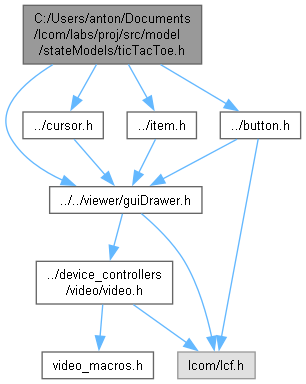 C:/Users/anton/Documents
/lcom/labs/proj/src/model
/stateModels/ticTacToe.h
../cursor.h
../item.h
../button.h
../../viewer/guiDrawer.h
../device_controllers
/video/video.h
video_macros.h
lcom/lcf.h